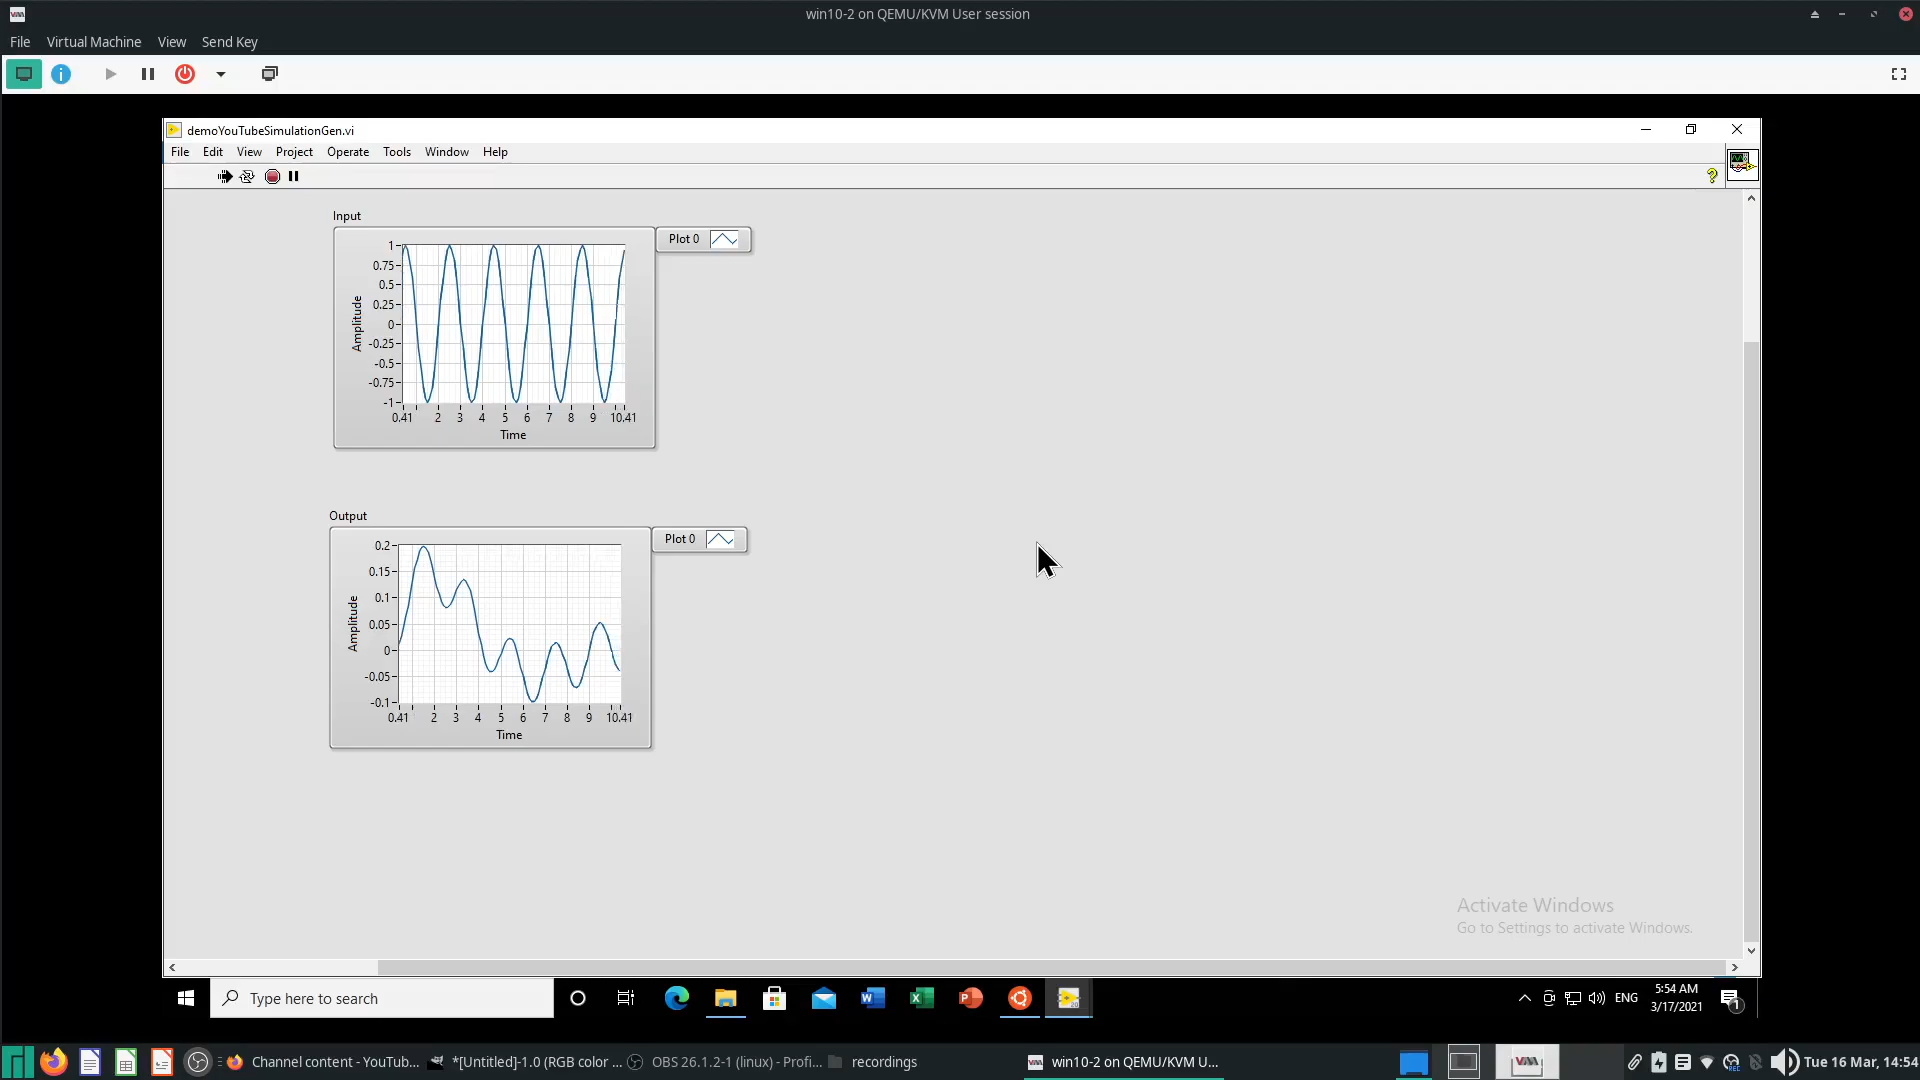 win10-2 on QEMU/KVM User session
File Virtual Machine View Send Key
demoYouTubeSimulationGen.vi
File Edit View Project Operate Tools Window Help
Input
Plot 0
Amplitude
1
0.75
0.5
0.25
0
-0.25
-0.5
-0.75
-1
0.41 2 3 4 5 6 7 8 9 10.41
Time
Output
Plot 0
Amplitude
0.2
0.15
0.1
0.05
0
-0.05
-0.1
0.41 2 3 4 5 6 7 8 9 10.41
Time
Activate Windows
Go to Settings to activate Windows.
Type here to search
ENG
5:54 AM
3/17/2021
1
Channel content - YouTub... *[Untitled]-1.0 (RGB color ... OBS 26.1.2-1 (linux) - Profi... recordings win10-2 on QEMU/KVM U... Tue 16 Mar, 14:54